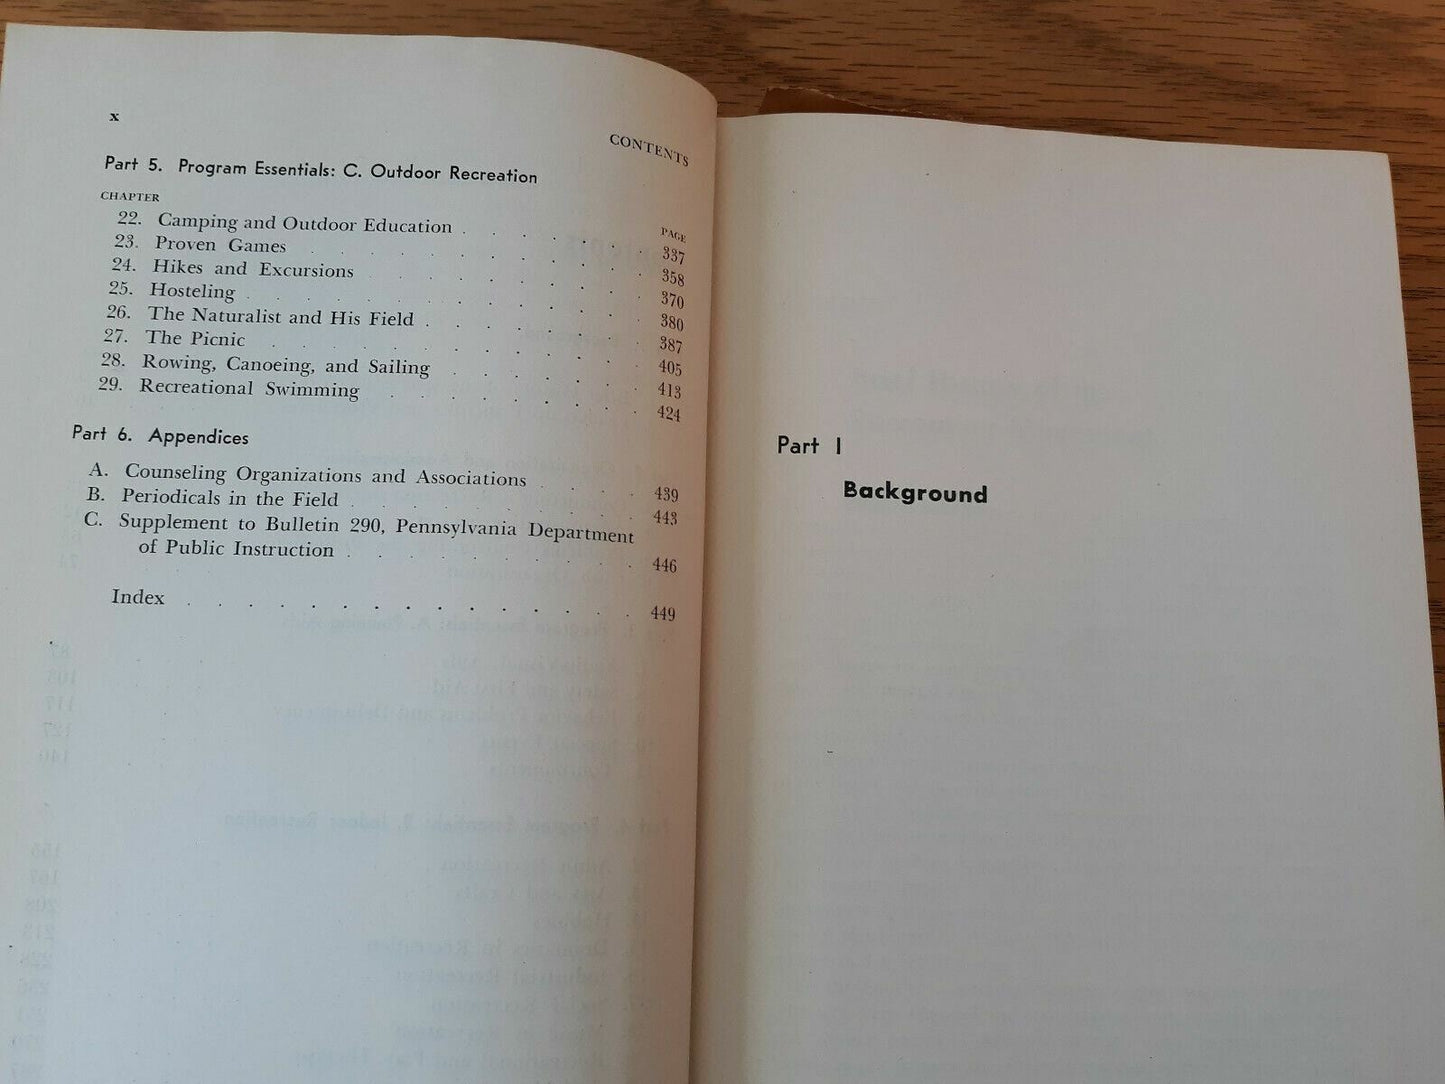 x
CONTENTS
Part 5. Program Essentials: C. Outdoor Recreation
CHAPTER PAGE
22. Camping and Outdoor Education . . . . . . . 337
23. Proven Games . . . . . . . . . . . . 358
24. Hikes and Excursions . . . . . . . . . 370
25. Hosteling . . . . . . . . . . . . . 380
26. The Naturalist and His Field . . . . . . . 387
27. The Picnic . . . . . . . . . . . . . 405
28. Rowing, Canoeing, and Sailing . . . . . . . 413
29. Recreational Swimming . . . . . . . . . 424
Part 6. Appendices
A. Counseling Organizations and Associations . . . . 439
B. Periodicals in the Field . . . . . . . . . . 443
C. Supplement to Bulletin 290, Pennsylvania Department
of Public Instruction . . . . . . . . . . 446
Index . . . . . . . . . . . . . . . 449
Part I
Background